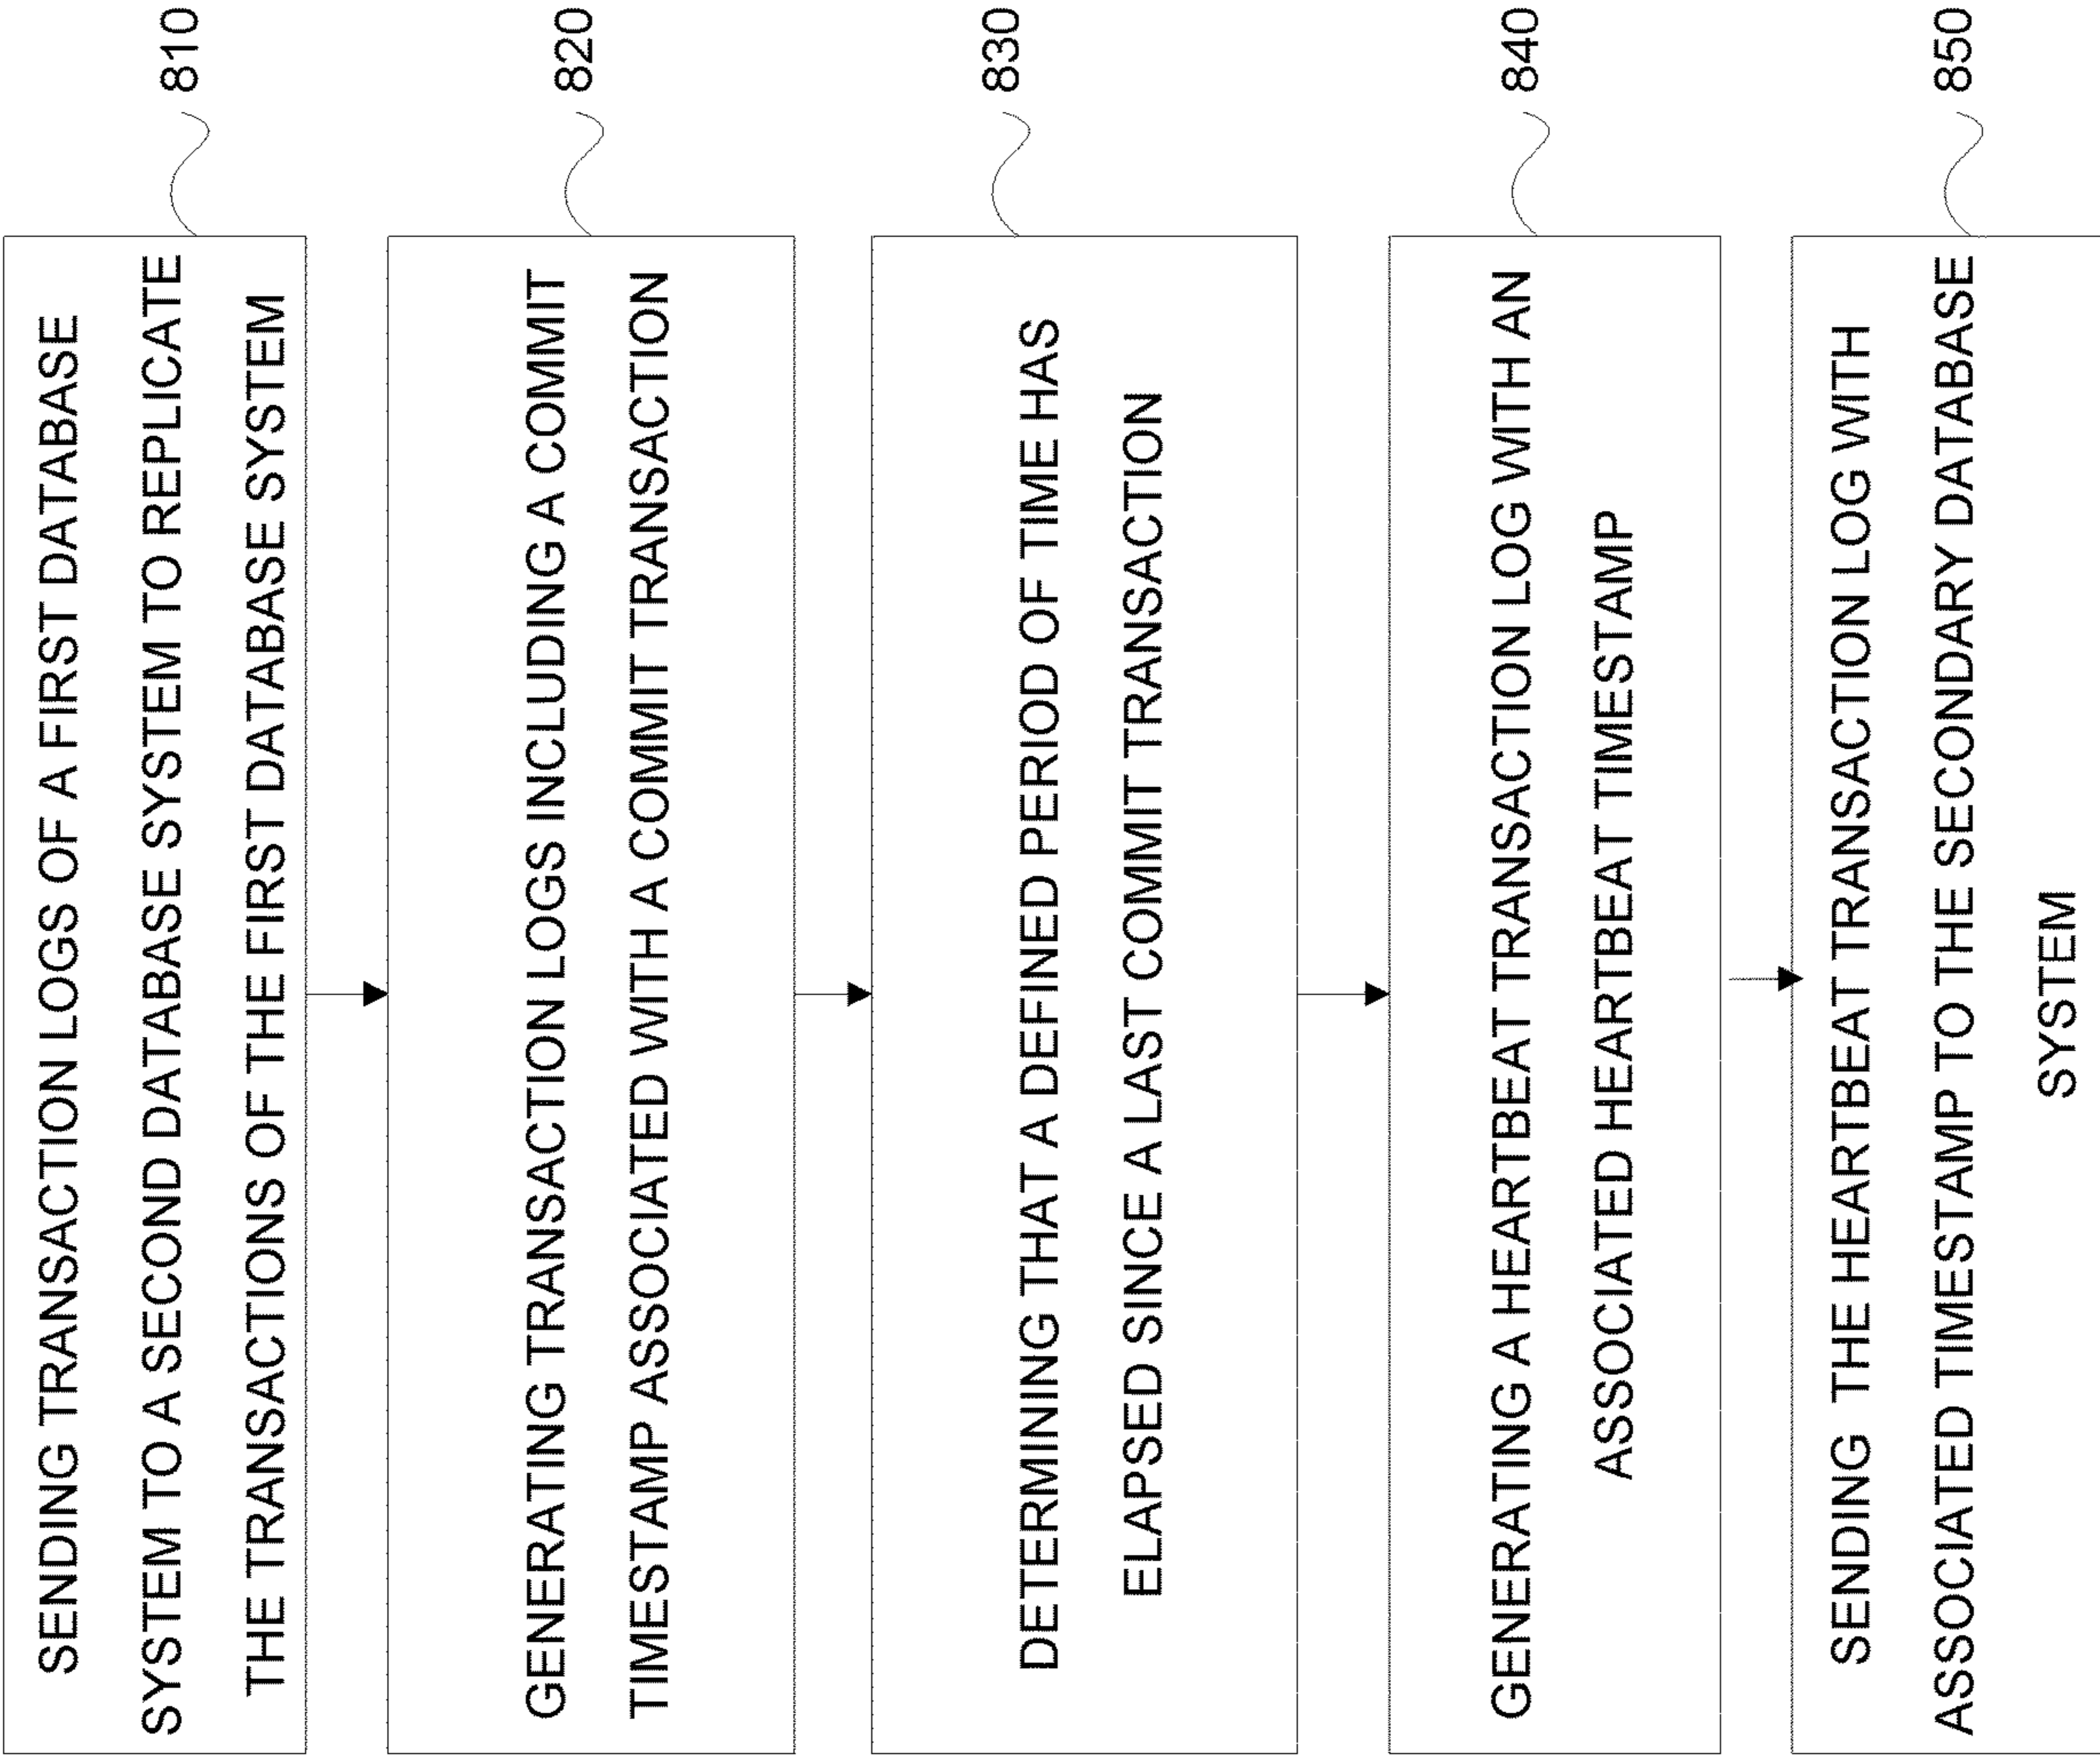 SENDING TRANSACTION LOGS OF A FIRST DATABASE
SYSTEM TO A SECOND DATABASE SYSTEM TO REPLICATE
THE TRANSACTIONS OF THE FIRST DATABASE SYSTEM
810
GENERATING TRANSACTION LOGS INCLUDING A COMMIT
TIMESTAMP ASSOCIATED WITH A COMMIT TRANSACTION
820
DETERMINING THAT A DEFINED PERIOD OF TIME HAS
ELAPSED SINCE A LAST COMMIT TRANSACTION
830
GENERATING A HEARTBEAT TRANSACTION LOG WITH AN
ASSOCIATED HEARTBEAT TIMESTAMP
840
SENDING THE HEARTBEAT TRANSACTION LOG WITH
ASSOCIATED TIMESTAMP TO THE SECONDARY DATABASE
SYSTEM
850